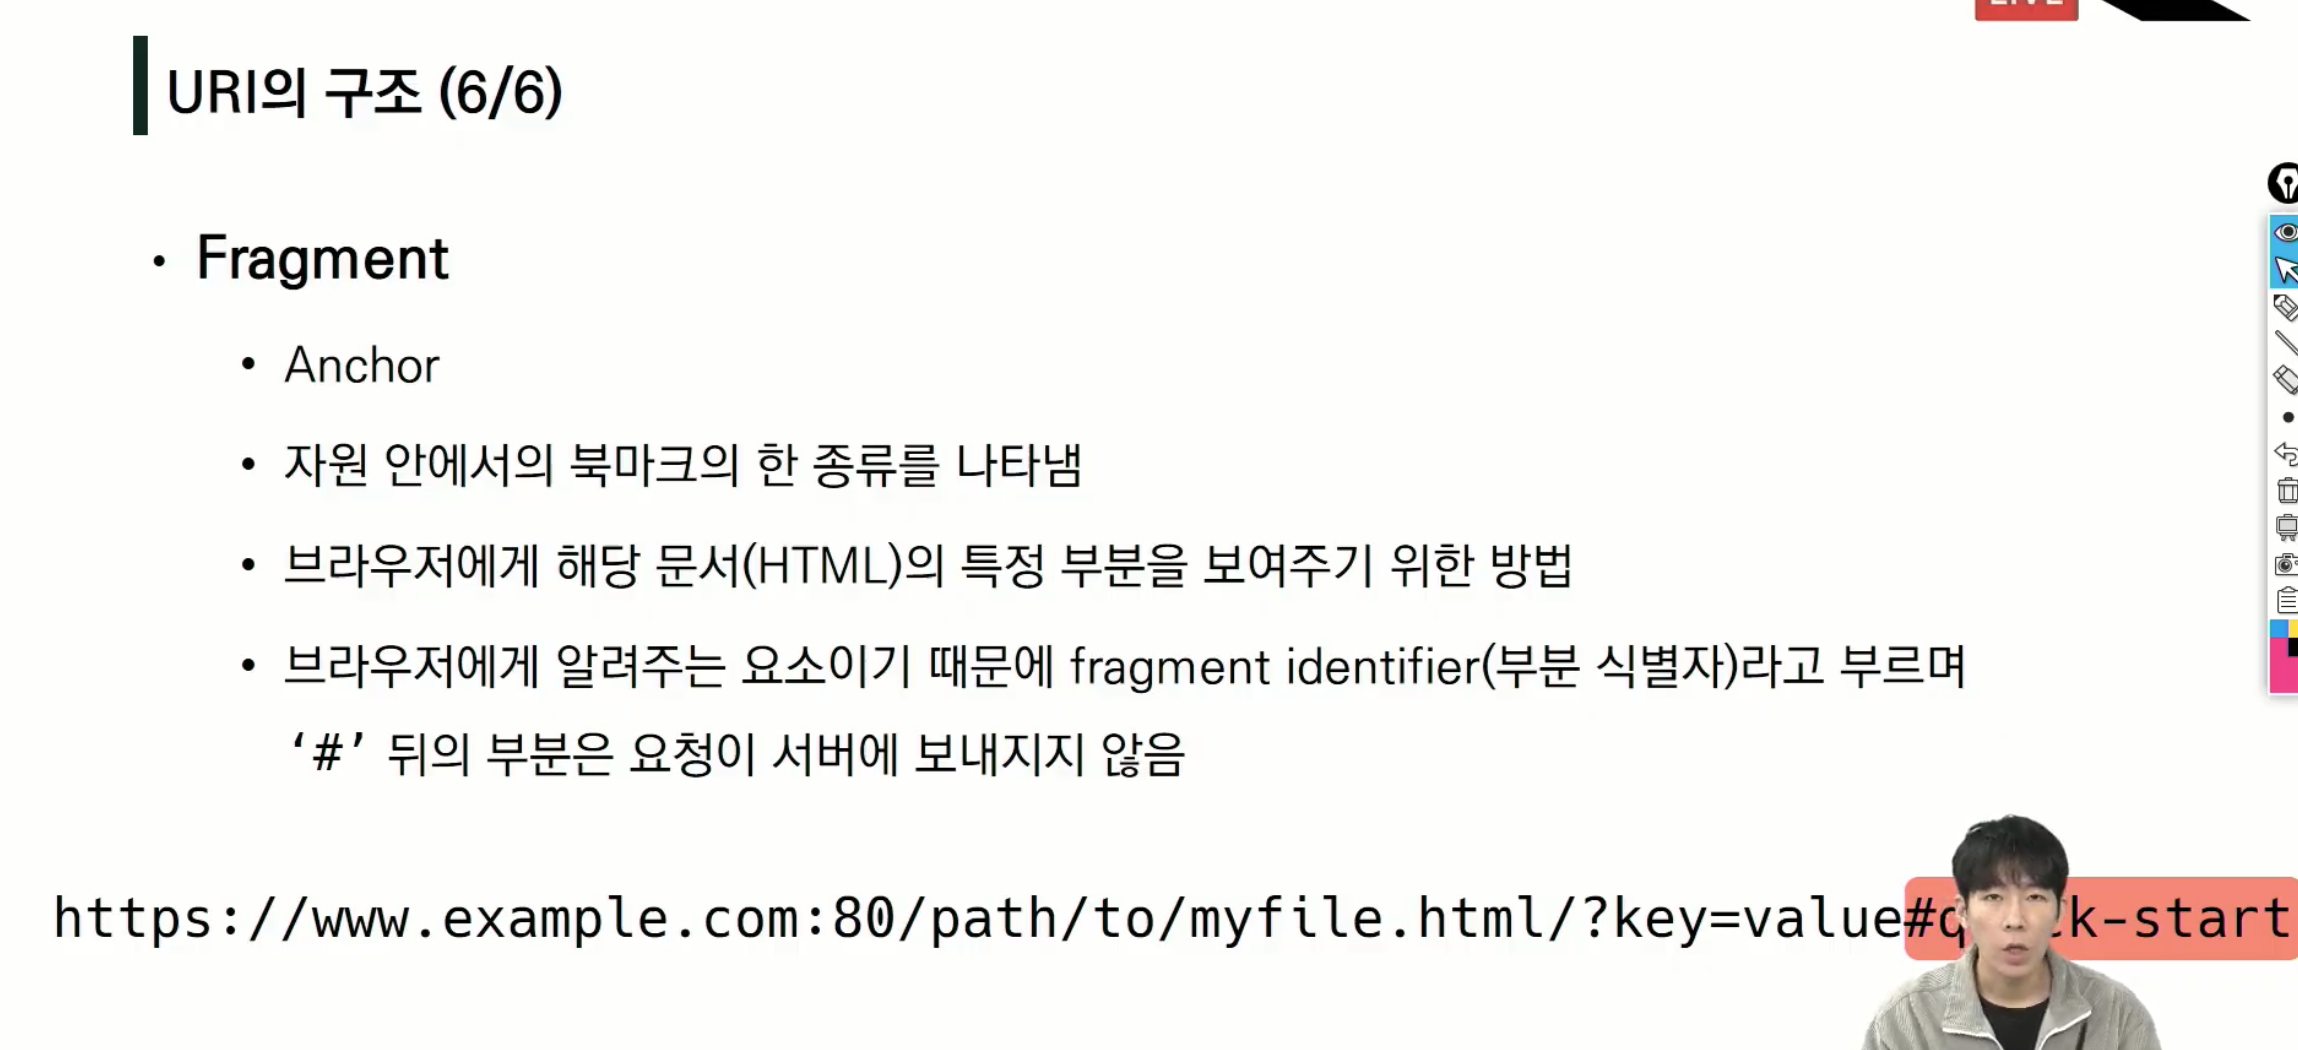 URI의 구조 (6/6)
• Fragment
• Anchor
• 자원 안에서의 북마크의 한 종류를 나타냄
• 브라우저에게 해당 문서(HTML)의 특정 부분을 보여주기 위한 방법
• 브라우저에게 알려주는 요소이기 때문에 fragment identifier(부분 식별자)라고 부르며
‘#’ 뒤의 부분은 요청이 서버에 보내지지 않음
https://www.example.com:80/path/to/myfile.html/?key=value#q k-start